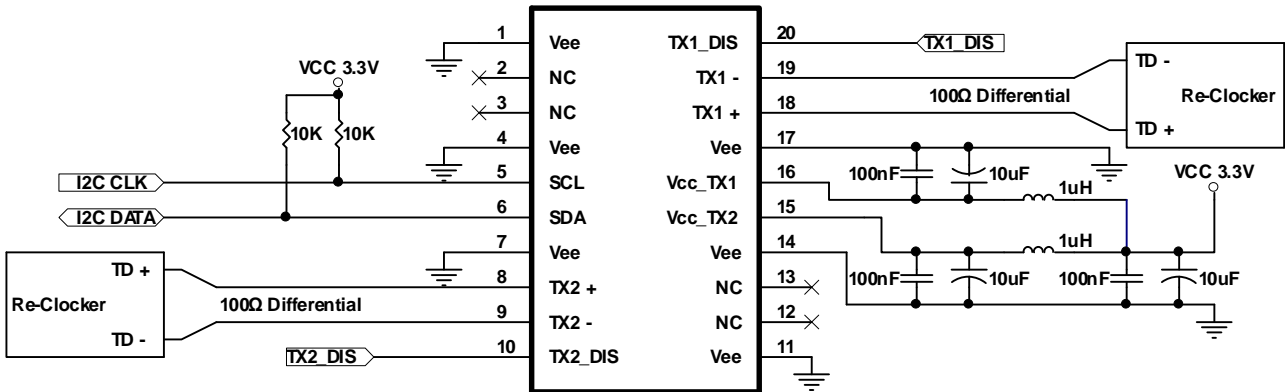 1 Vee TX1_DIS 20 TX1_DIS
VCC 3.3V 2 NC TX1 - 19 TD -
100Ω Differential Re-Clocker
10K 10K 3 NC TX1 + 18 TD +
4 Vee Vee 17
I2C CLK 5 SCL Vcc_TX1 16 100nF 10uF 1uH VCC 3.3V
I2C DATA 6 SDA Vcc_TX2 15
7 Vee Vee 14 100nF 10uF 1uH 100nF 10uF
TD + 8 TX2 + NC 13
Re-Clocker 100Ω Differential
TD - 9 TX2 - NC 12
TX2_DIS 10 TX2_DIS Vee 11